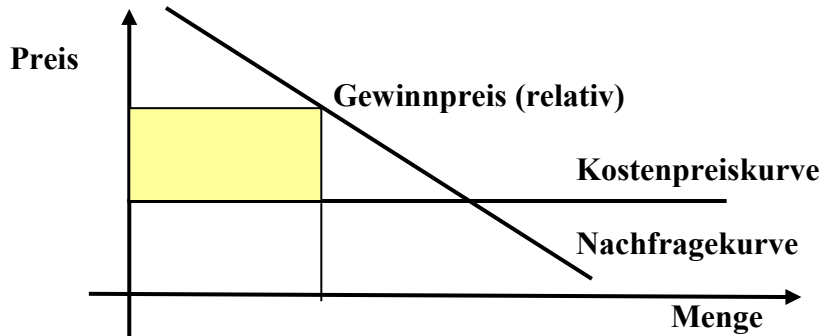 Preis
Gewinnpreis (relativ)
Kostenpreiskurve
Nachfragekurve
Menge